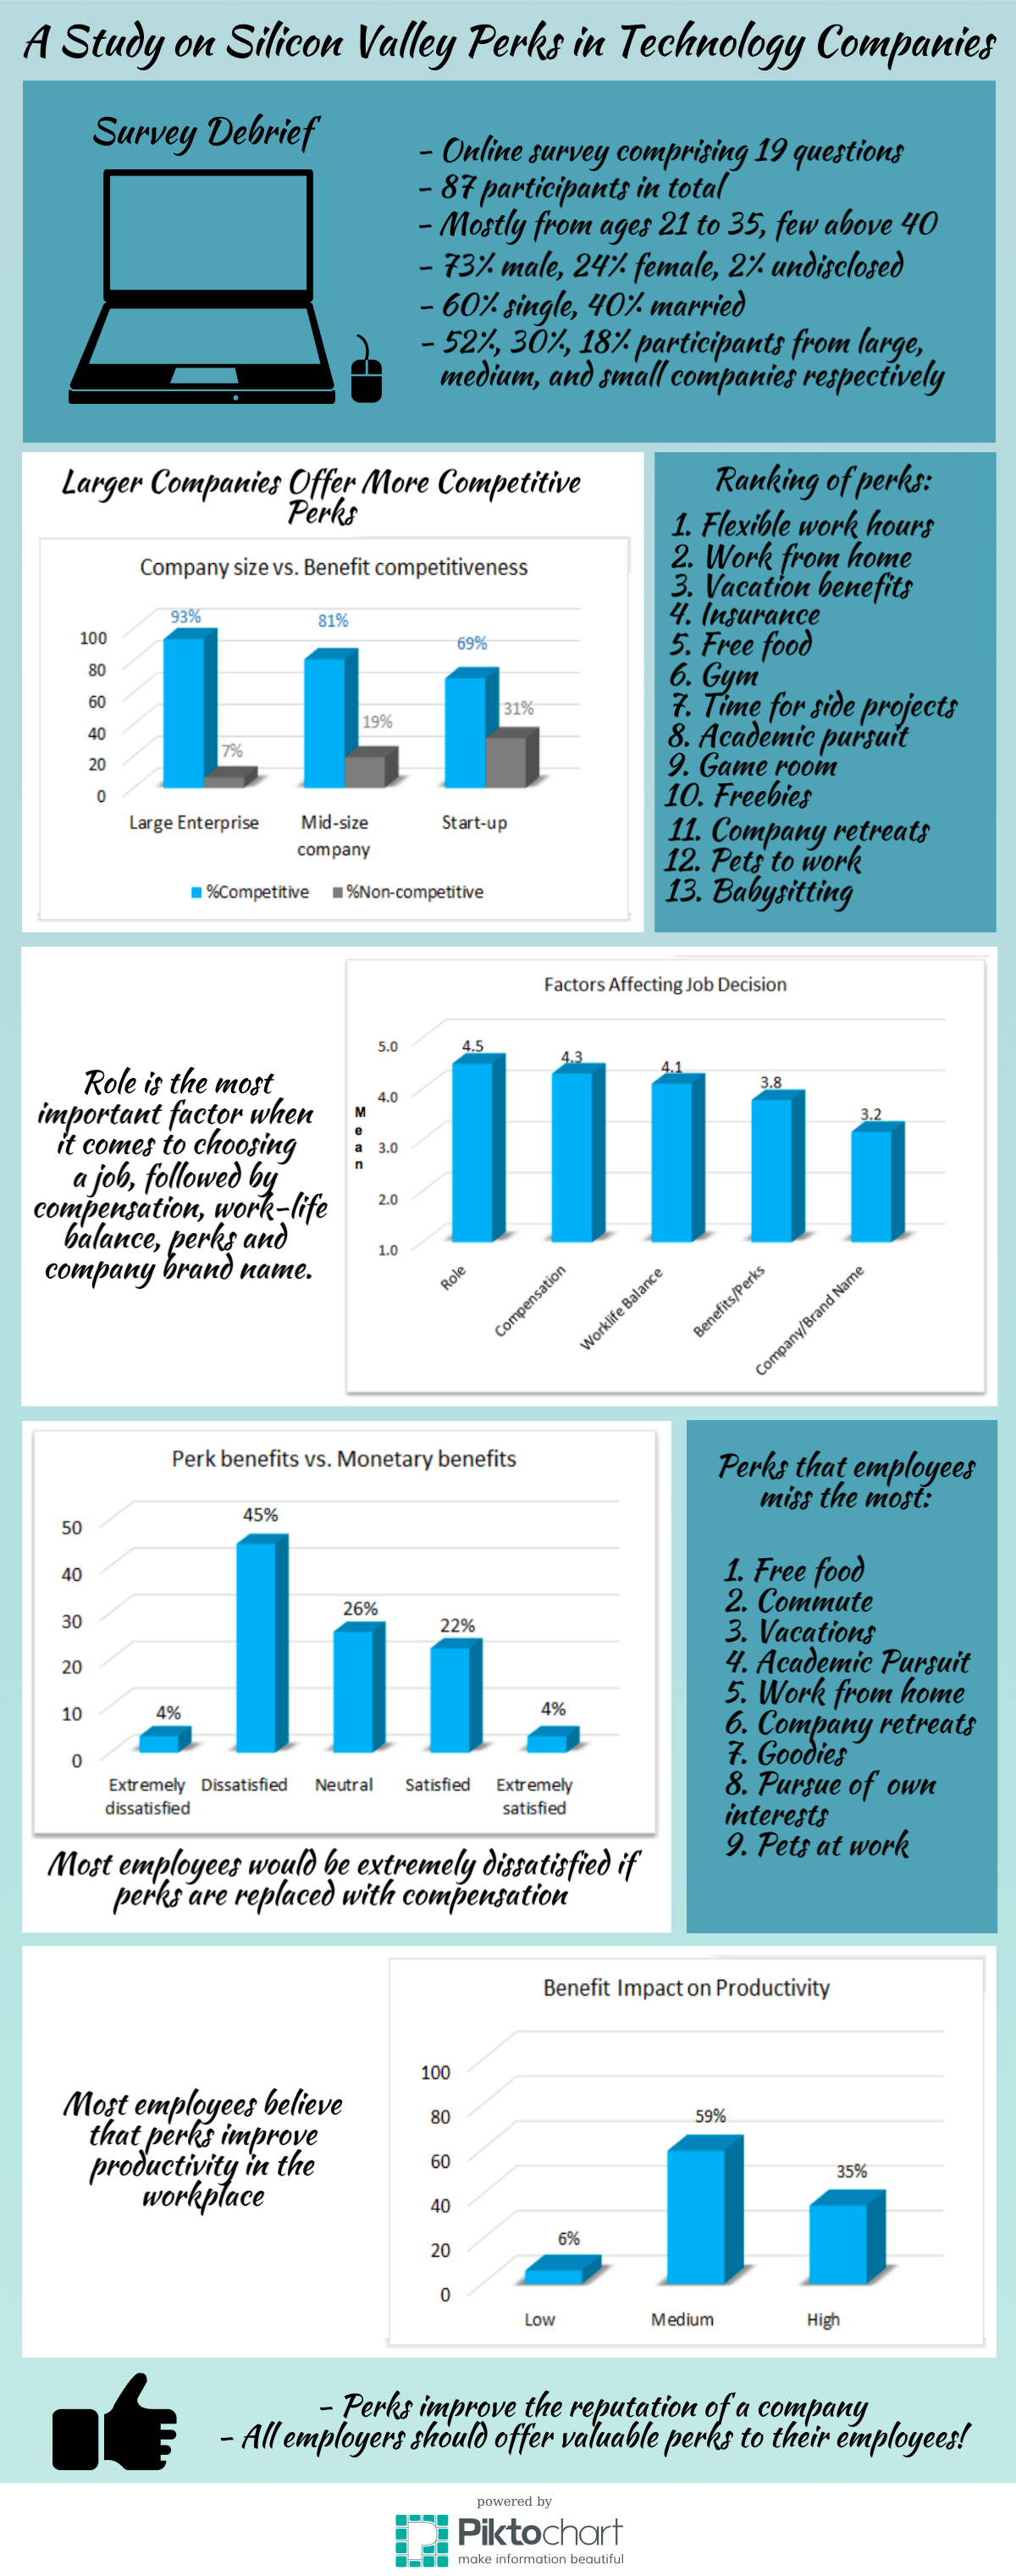 A Study on Silicon Valley Perks in Technology Companies
Survey Debrief
- Online survey comprising 19 questions
- 87 participants in total
- Mostly from ages 21 to 35, few above 40
- 73% male, 24% female, 2% undisclosed
- 60% single, 40% married
- 52%, 30%, 18% participants from large,
medium, and small companies respectively
Larger Companies Offer More Competitive
Perks
Company size vs. Benefit competitiveness
93%
81%
69%
100
80
60
40
20
0
7%
19%
31%
Large Enterprise
Mid-size
company
Start-up
%Competitive
%Non-competitive
Ranking of perks:
1. Flexible work hours
2. Work from home
3. Vacation benefits
4. Insurance
5. Free food
6. Gym
7. Time for side projects
8. Academic pursuit
9. Game room
10. Freebies
11. Company retreats
12. Pets to work
13. Babysitting
Role is the most
important factor when
it comes to choosing
a job, followed by
compensation, work-life
balance, perks and
company brand name.
Factors Affecting Job Decision
Mean
5.0
4.0
3.0
2.0
1.0
4.5
4.3
4.1
3.8
3.2
Role
Compensation
Worklife Balance
Benefits/Perks
Company/Brand Name
Perk benefits vs. Monetary benefits
50
40
30
20
10
0
4%
45%
26%
22%
4%
Extremely
dissatisfied
Dissatisfied
Neutral
Satisfied
Extremely
satisfied
Most employees would be extremely dissatisfied if
perks are replaced with compensation
Perks that employees
miss the most:
1. Free food
2. Commute
3. Vacations
4. Academic Pursuit
5. Work from home
6. Company retreats
7. Goodies
8. Pursue of own
interests
9. Pets at work
Most employees believe
that perks improve
productivity in the
workplace
Benefit Impact on Productivity
100
80
60
40
20
0
6%
59%
35%
Low
Medium
High
- Perks improve the reputation of a company
- All employers should offer valuable perks to their employees!
powered by
Piktochart
make information beautiful